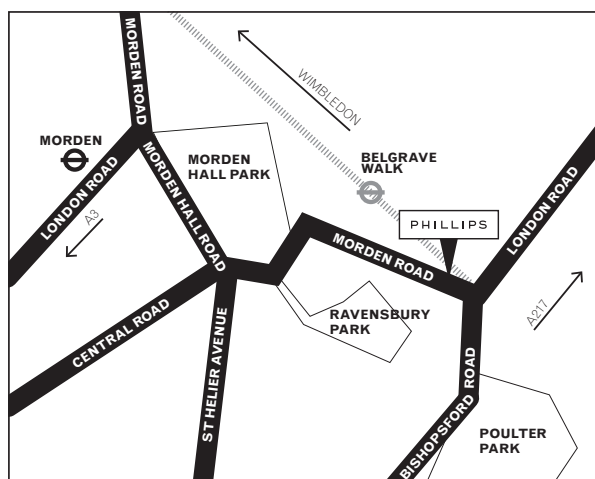 MORDEN ROAD
WIMBLEDON
MORDEN
LONDON ROAD
A3
MORDEN HALL ROAD
MORDEN
HALL PARK
BELGRAVE
WALK
PHILLIPS
LONDON ROAD
MORDEN ROAD
A217
CENTRAL ROAD
ST HELIER AVENUE
RAVENSBURY
PARK
BISHOPSFORD ROAD
POULTER
PARK